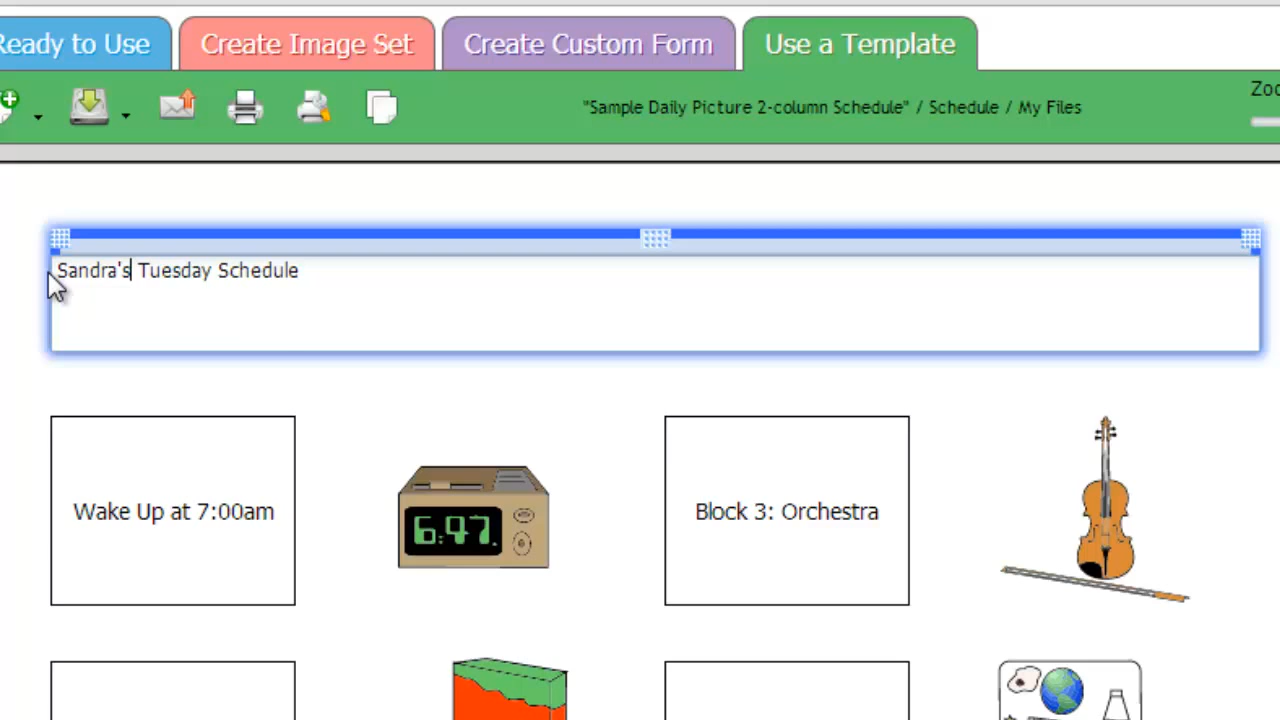 Ready to Use
Create Image Set
Create Custom Form
Use a Template
"Sample Daily Picture 2-column Schedule" / Schedule / My Files
Zoo
Sandra's Tuesday Schedule
Wake Up at 7:00am
6:47
Block 3: Orchestra